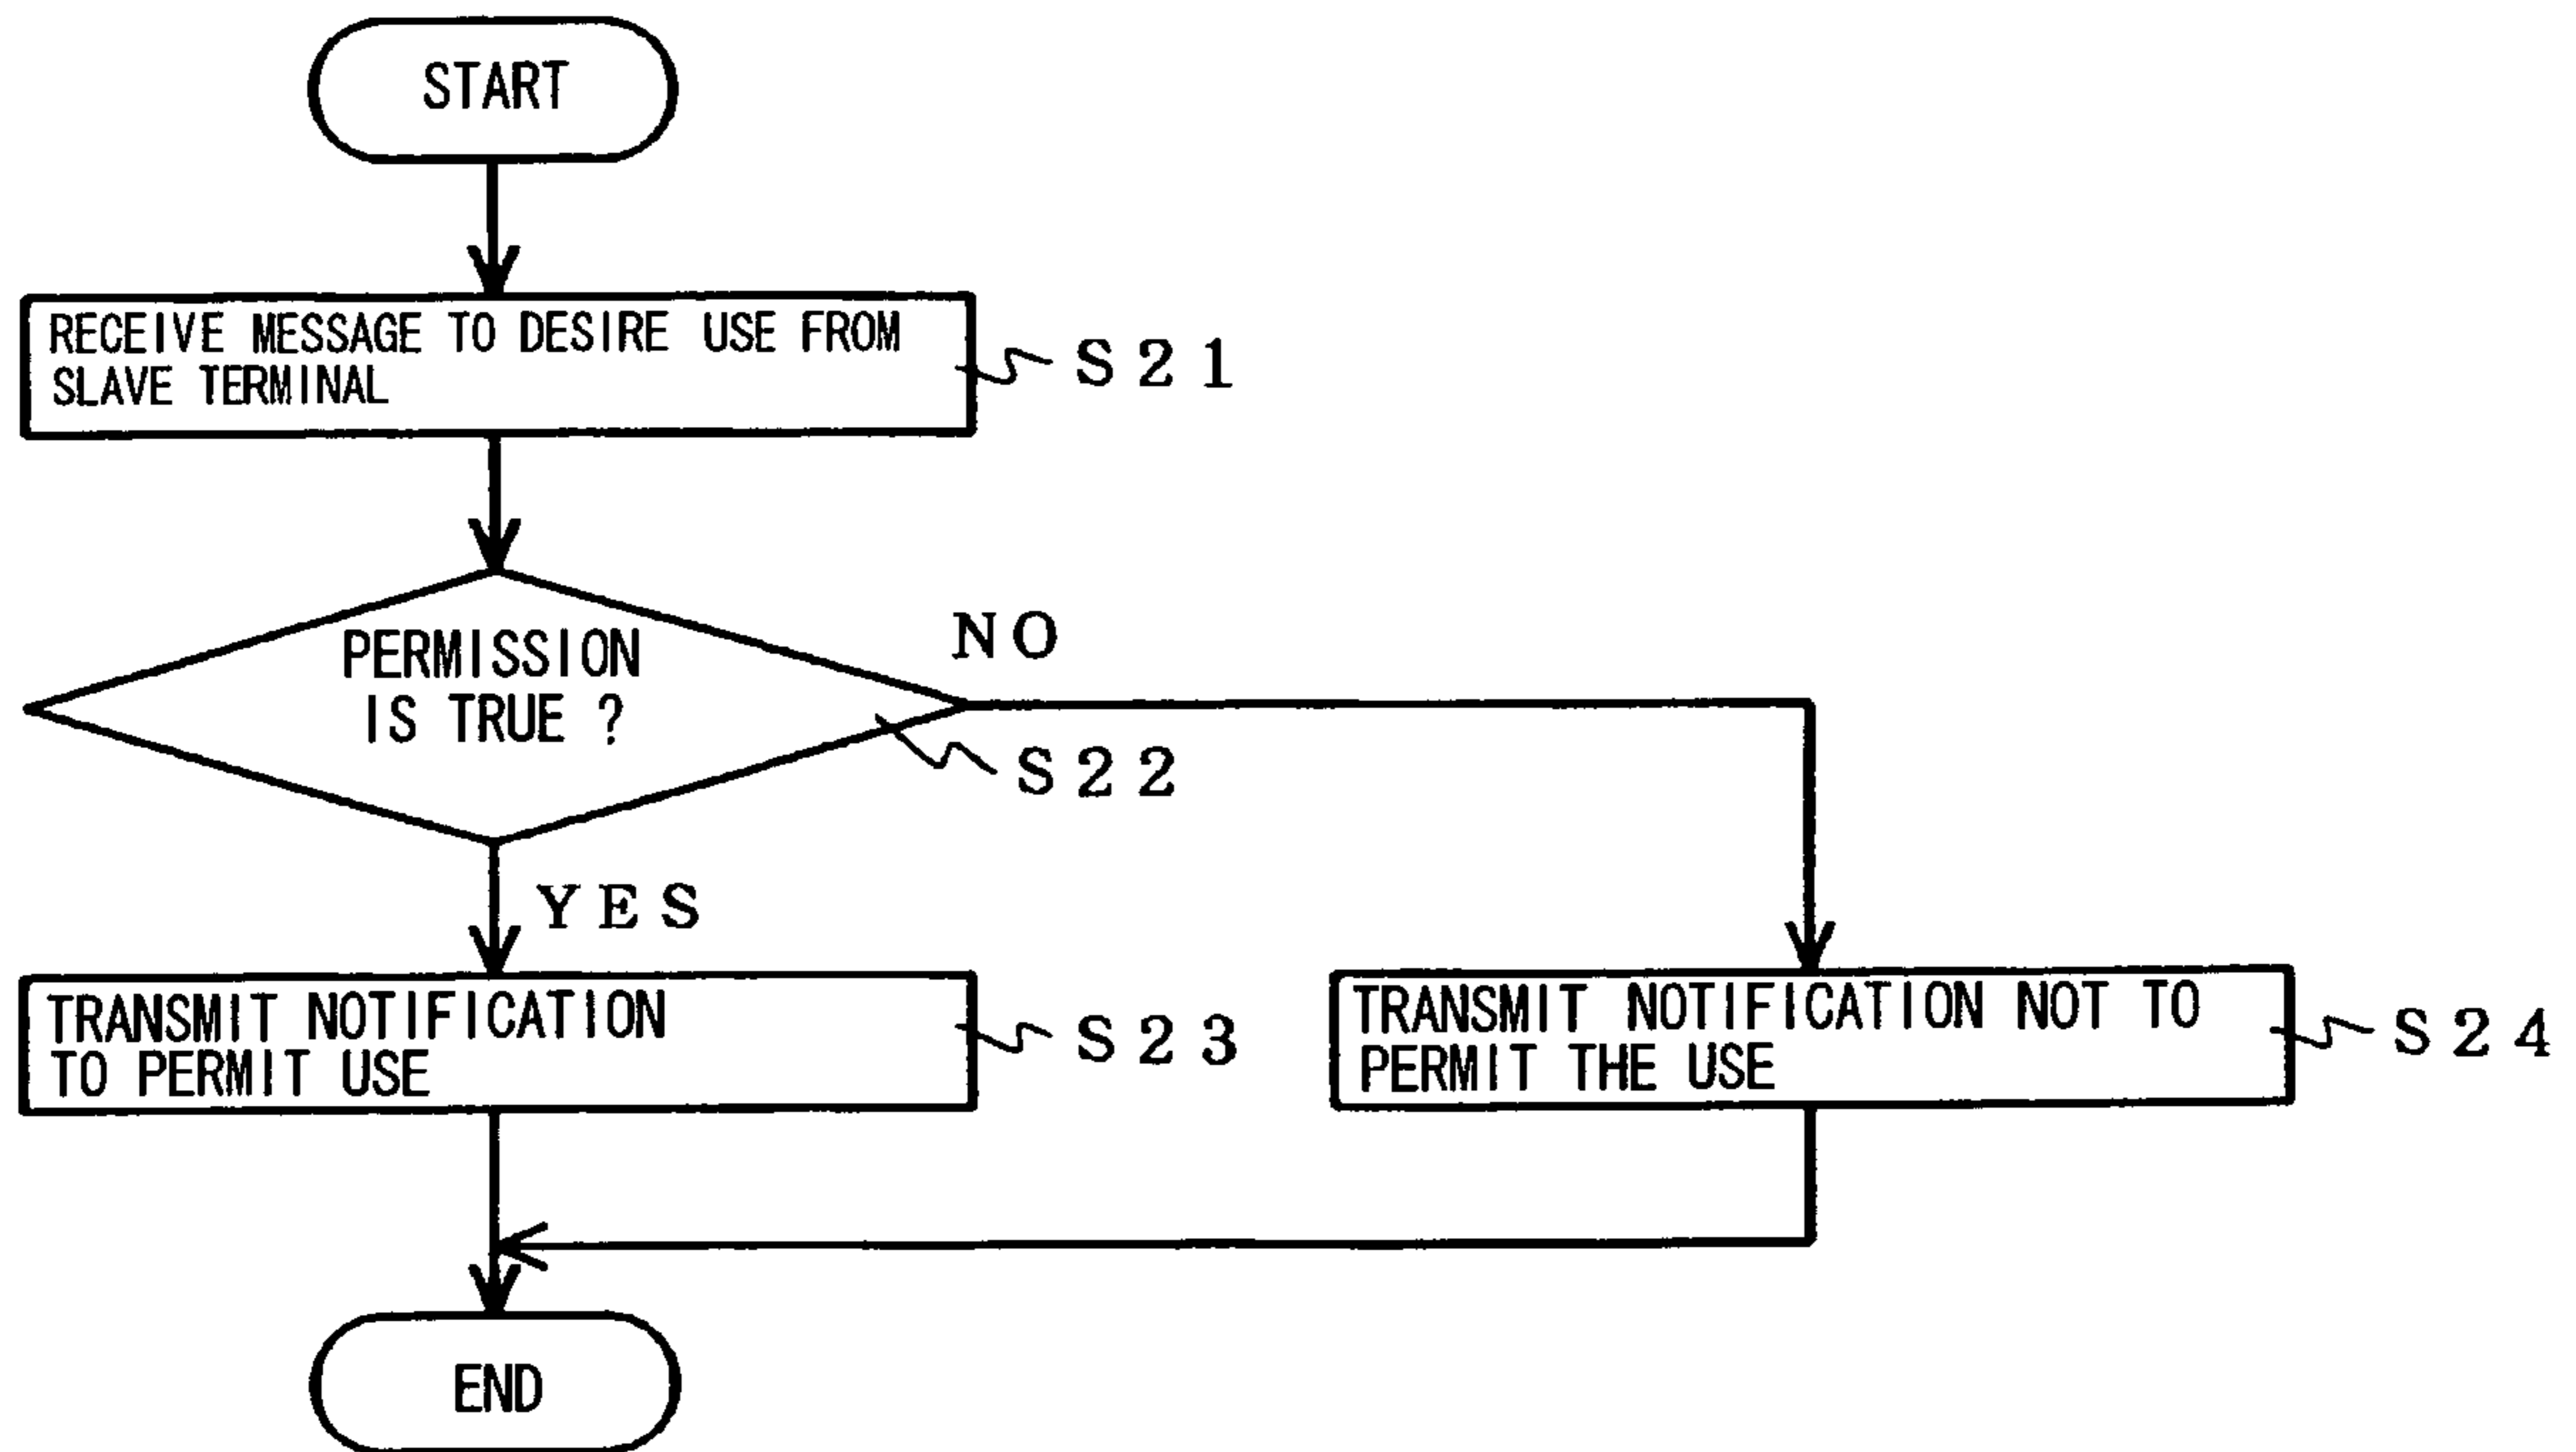 START
RECEIVE MESSAGE TO DESIRE USE FROM
SLAVE TERMINAL
S21
PERMISSION
IS TRUE ?
NO
S22
YES
TRANSMIT NOTIFICATION
TO PERMIT USE
S23
TRANSMIT NOTIFICATION NOT TO
PERMIT THE USE
S24
END